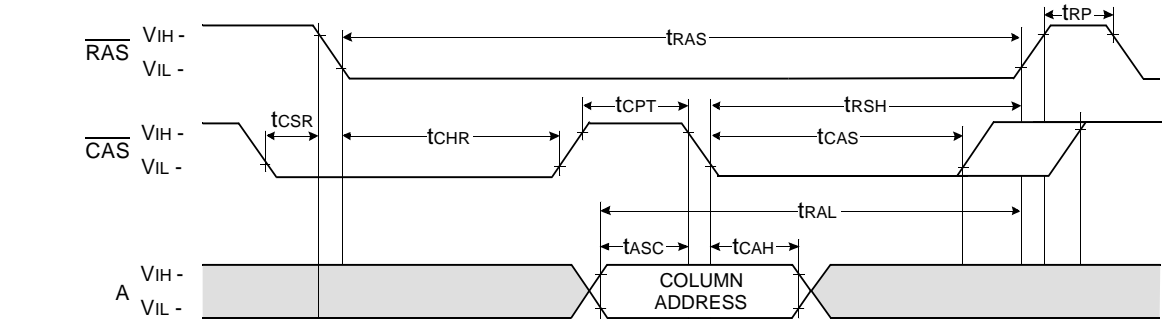 tRP
VIH -
RAS
tRAS
VIL -
tCSR
tCPT
tRSH
VIH -
CAS
tCHR
tCAS
VIL -
tRAL
tASC
tCAH
VIH -
A
COLUMN
ADDRESS
VIL -